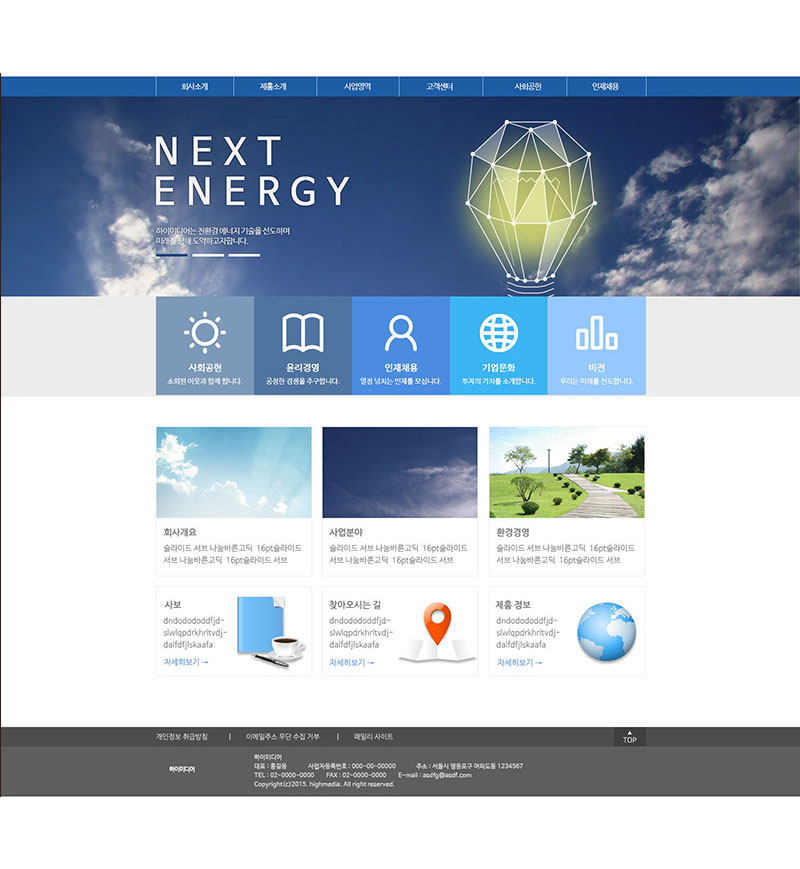 회사소개 제품소개 사업영역 고객센터 사회공헌 인재채용
NEXT
ENERGY
하이미디어는 친환경 에너지 기술을 선도하며
미래를 향해 도약하고자합니다.
사회공헌 윤리경영 인재채용 기업문화 비전
소외된 이웃과 함께 합니다. 공정한 경쟁을 추구합니다. 열정 넘치는 인재를 모십니다. 투자의 가치를 소개합니다. 우리는 미래를 선도합니다.
회사개요 사업분야 환경경영
슬라이드 서브 나눔바른고딕 16pt슬라이드 슬라이드 서브 나눔바른고딕 16pt슬라이드 슬라이드 서브 나눔바른고딕 16pt슬라이드
서브 나눔바른고딕 16pt슬라이드 서브 서브 나눔바른고딕 16pt슬라이드 서브 서브 나눔바른고딕 16pt슬라이드 서브
사보
dndodododdfjd-
slwlqpdrkhrltvdj-
dalfdfjlskaafa
자세히보기 →
찾아오시는 길
dndodododdfjd-
slwlqpdrkhrltvdj-
dalfdfjlskaafa
자세히보기 →
제품 정보
dndodododdfjd-
slwlqpdrkhrltvdj-
dalfdfjlskaafa
자세히보기 →
개인정보 취급방침 | 이메일주소 무단 수집 거부 | 패밀리 사이트
▲
TOP
하이미디어
하이미디어
대표 : 홍길동 사업자등록번호 : 000-00-00000 주소 : 서울시 영등포구 여의도동 1234567
TEL : 02-0000-0000 FAX : 02-0000-0000 E-mail : asdfg@asdf.com
Copyright(c)2015. highmedia. All right reserved.